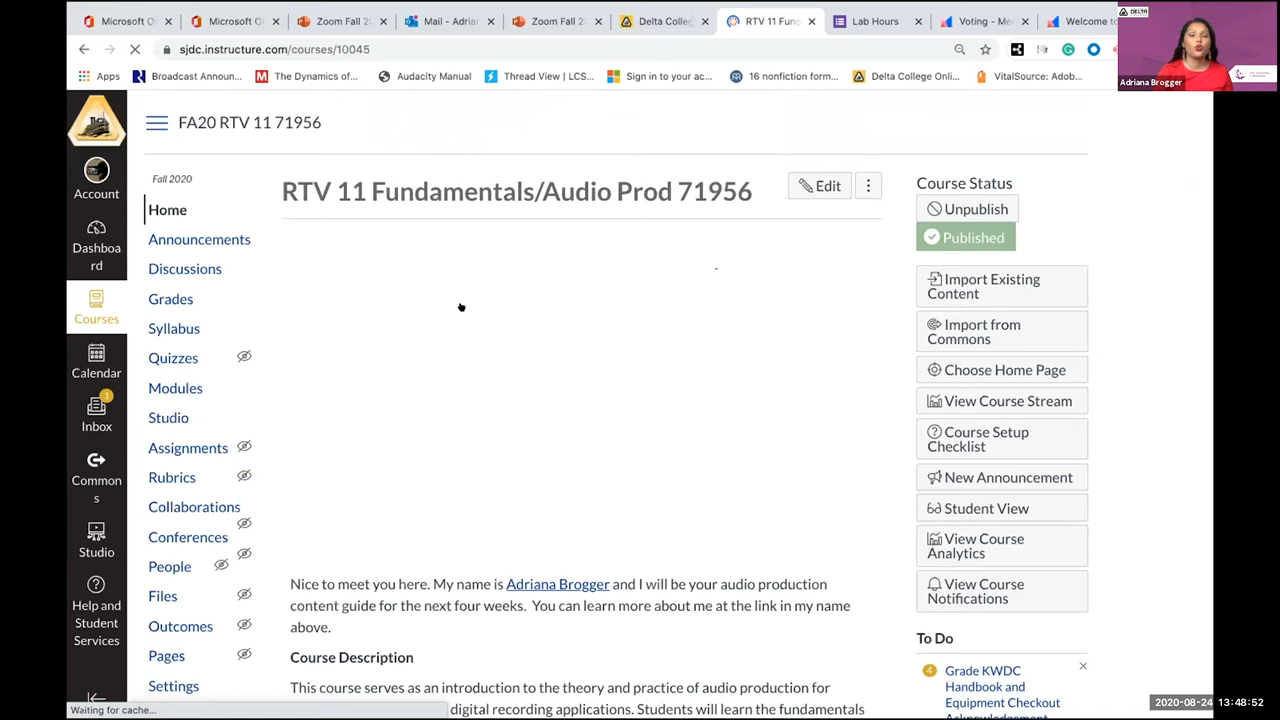 Microsoft O
Microsoft O
Zoom Fall 20
Mail - Adria
Zoom Fall 20
Delta Colleg
RTV 11 Fund
Lab Hours
Voting - Me
Welcome to
sjdc.instructure.com/courses/10045
Apps
Broadcast Announ...
The Dynamics of...
Audacity Manual
Thread View | LCS...
Sign in to your ac...
16 nonfiction form...
Delta College Onli...
VitalSource: Adob...
DELTA
Adriana Brogger
Account
Dashboa
rd
Courses
Calendar
1
Inbox
Common
s
Studio
Help and
Student
Services
FA20 RTV 11 71956
Fall 2020
Home
Announcements
Discussions
Grades
Syllabus
Quizzes
Modules
Studio
Assignments
Rubrics
Collaborations
Conferences
People
Files
Outcomes
Pages
Settings
RTV 11 Fundamentals/Audio Prod 71956
Edit
Nice to meet you here. My name is Adriana Brogger and I will be your audio production
content guide for the next four weeks. You can learn more about me at the link in my name
above.
Course Description
This course serves as an introduction to the theory and practice of audio production for
digital recording applications. Students will learn the fundamentals
Course Status
Unpublish
Published
Import Existing
Content
Import from
Commons
Choose Home Page
View Course Stream
Course Setup
Checklist
New Announcement
Student View
View Course
Analytics
View Course
Notifications
To Do
4
Grade KWDC
Handbook and
Equipment Checkout
Waiting for cache...
2020-08-24 13:48:52